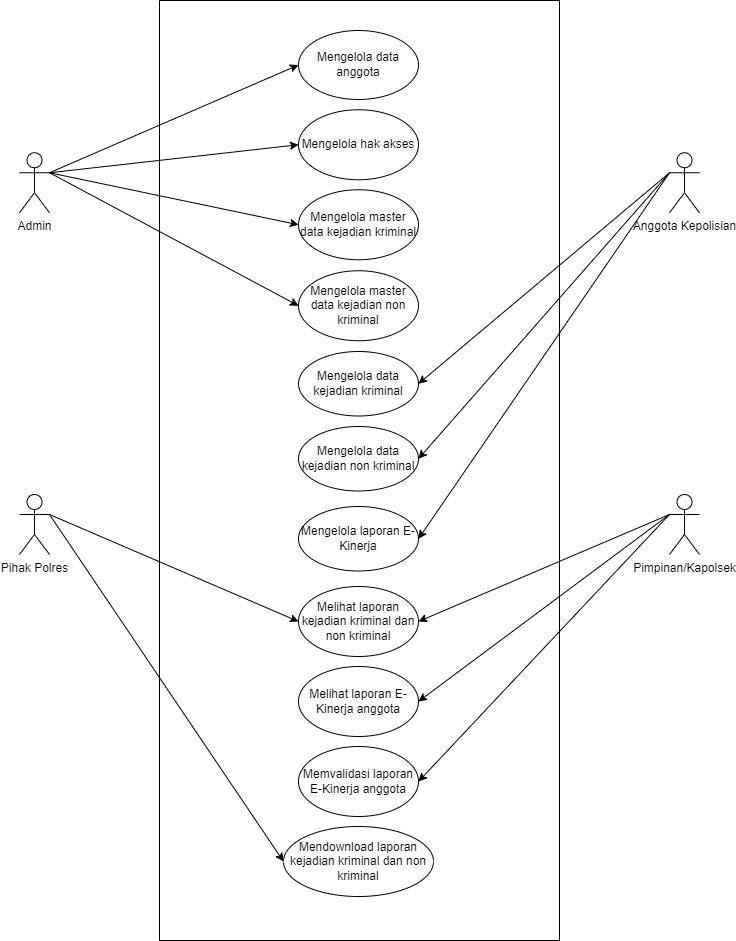 Mengelola data
anggota
Mengelola hak akses
Admin
Mengelola master
data kejadian kriminal
Anggota Kepolisian
Mengelola master
data kejadian non
kriminal
Mengelola data
kejadian kriminal
Mengelola data
kejadian non kriminal
Mengelola laporan E-
Kinerja
Pihak Polres
Pimpinan/Kapolsek
Melihat laporan
kejadian kriminal dan
non kriminal
Melihat laporan E-
Kinerja anggota
Memvalidasi laporan
E-Kinerja anggota
Mendownload laporan
kejadian kriminal dan non
kriminal